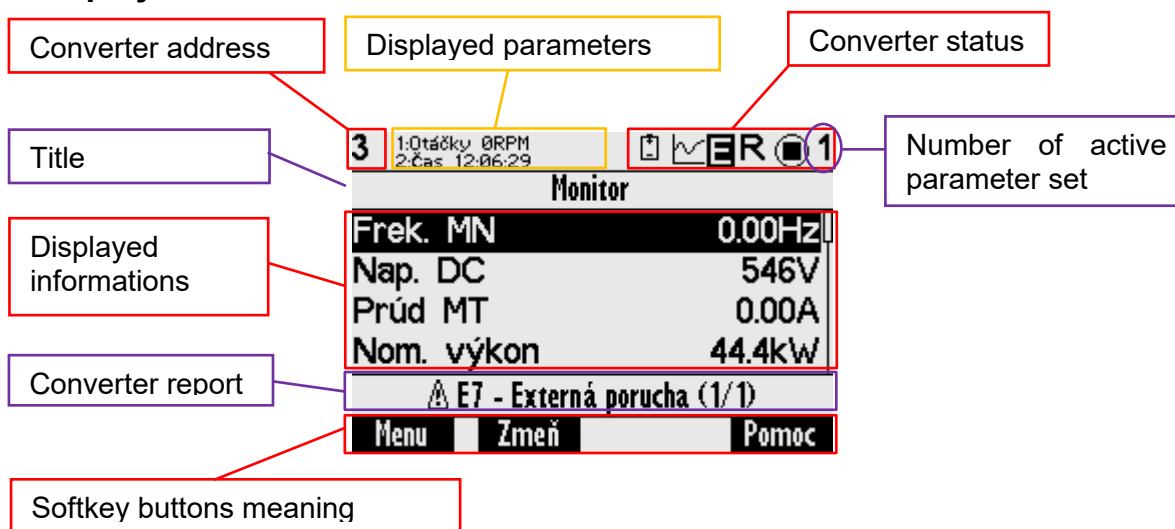 Converter address
Displayed parameters
Converter status
Title
3
1:Otáčky 0RPM
2:Čas 12:06:29
E R 1
Number of active
parameter set
Monitor
Displayed
informations
Frek. MN 0.00Hz
Nap. DC 546V
Prúd MT 0.00A
Nom. výkon 44.4kW
Converter report
E7 - Externá porucha (1/1)
Menu Zmeň Pomoc
Softkey buttons meaning